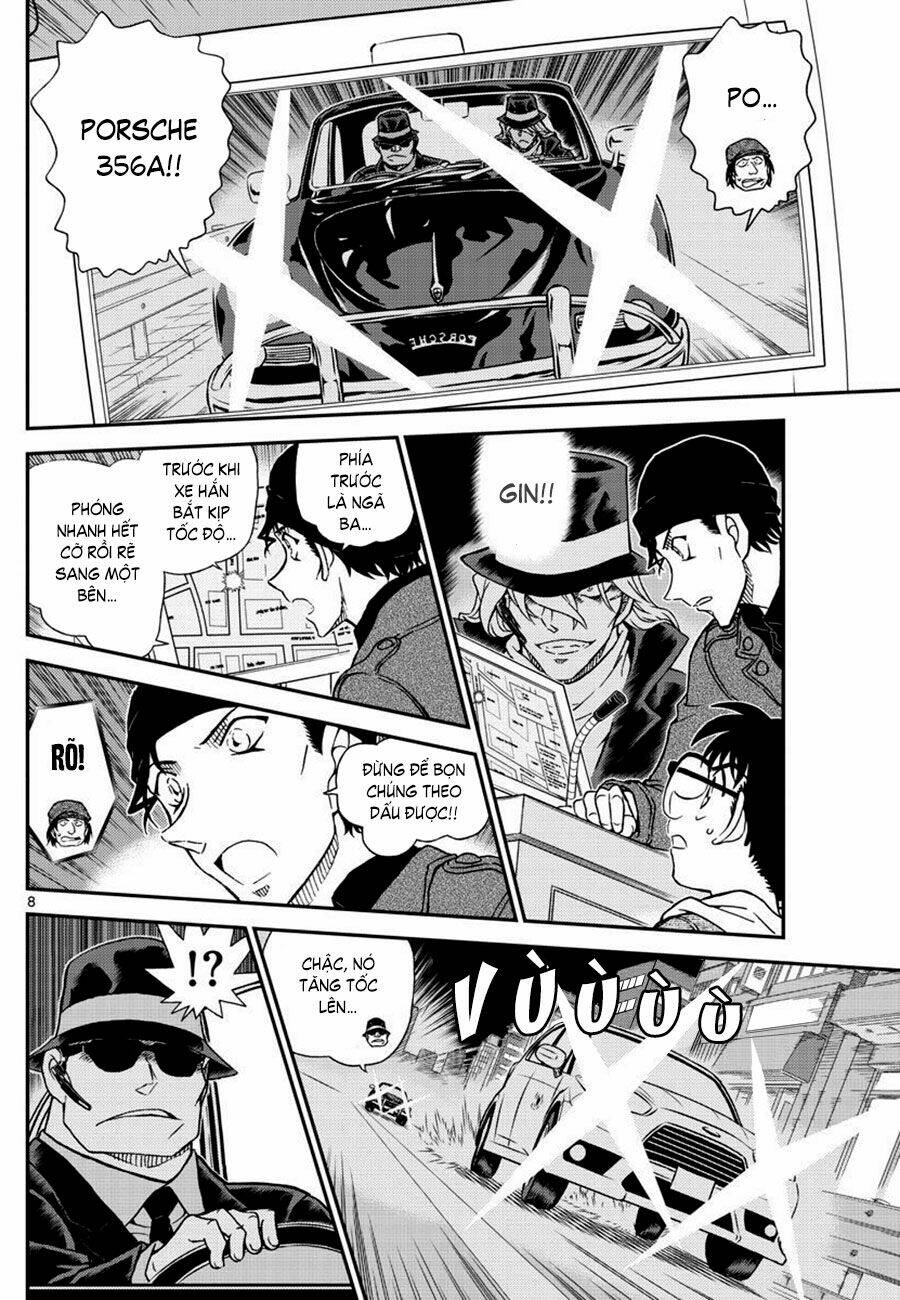 PO...
PORSCHE
356A!!
PORSCHE
GIN!!
PHÍA
TRƯỚC
LÀ NGÃ
BA...
TRƯỚC KHI
XE HẮN
BẮT KỊP
TỐC ĐỘ...
PHÓNG
NHANH HẾT
CỠ RỒI RẼ
SANG MỘT
BÊN...
ĐỪNG ĐỂ BỌN
CHÚNG THEO
DẤU ĐƯỢC!!
RÕ!
8
VÙÙÙÙ
CHẬC, NÓ
TĂNG TỐC
LÊN...
!?